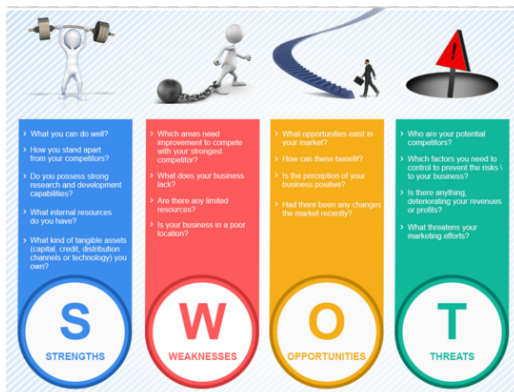 > What you can do well?
> How you stand apart
from your competitors?
> Do you possess strong
research and development
capabilities?
> What internal resources
do you have?
> What kind of tangible assets
(capital, credit, distribution
channels or technology) you
own?
S
STRENGTHS
> Which areas need
improvement to compete
with your strongest
competitor?
> What does your business
lack?
> Are there any limited
resources?
> Is your business in a poor
location?
W
WEAKNESSES
> What opportunities exist in
your market?
> How can these benefit?
> Is the perception of your
business positive?
> Had there been any changes
the market recently?
O
OPPORTUNITIES
!
> Who are your potential
competitors?
> Which factors you need to
control to prevent the risks \
to your business?
> Is there anything,
deteriorating your revenues
or profits?
> What threatens your
marketing efforts?
T
THREATS